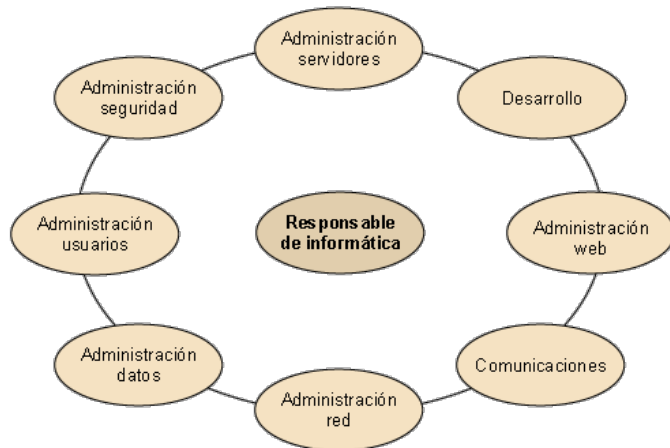 Administración
servidores
Desarrollo
Administración
web
Comunicaciones
Administración
red
Administración
datos
Administración
usuarios
Administración
seguridad
Responsable
de informática